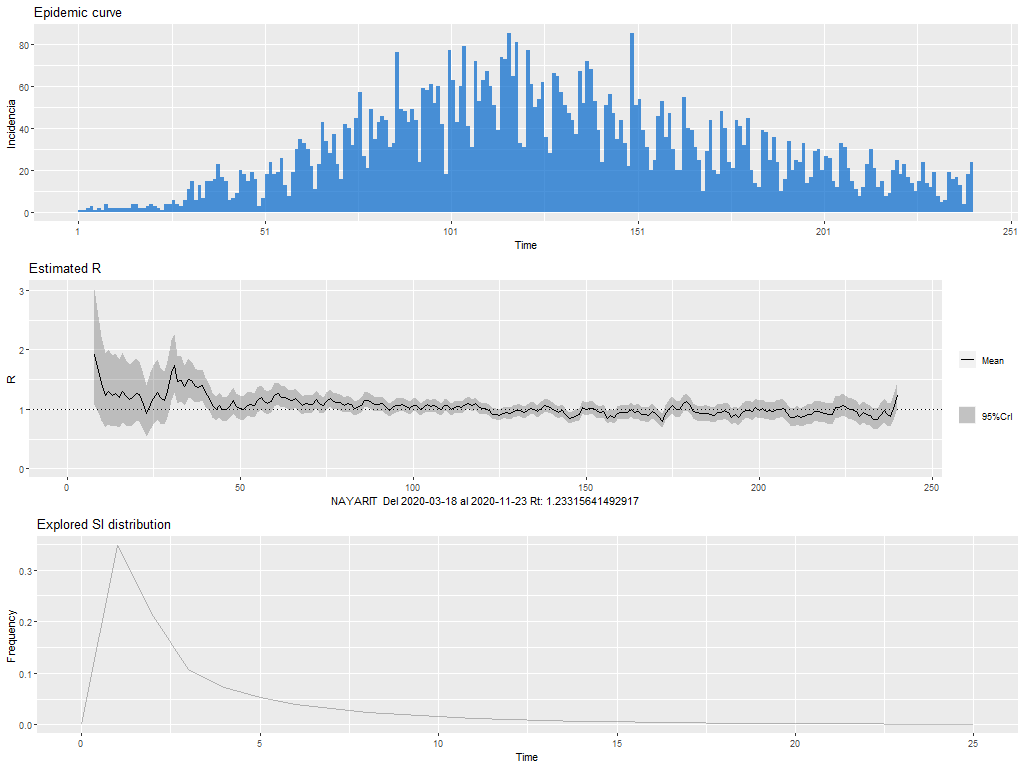 Epidemic curve
Incidencia
80
60
40
20
0
1 51 101 151 201 251
Time
Estimated R
R
3
2
1
0
0 50 100 150 200 250
NAYARIT Del 2020-03-18 al 2020-11-23 Rt: 1.23315641492917
Mean
95%CrI
Explored SI distribution
Frequency
0.3
0.2
0.1
0.0
0 5 10 15 20 25
Time